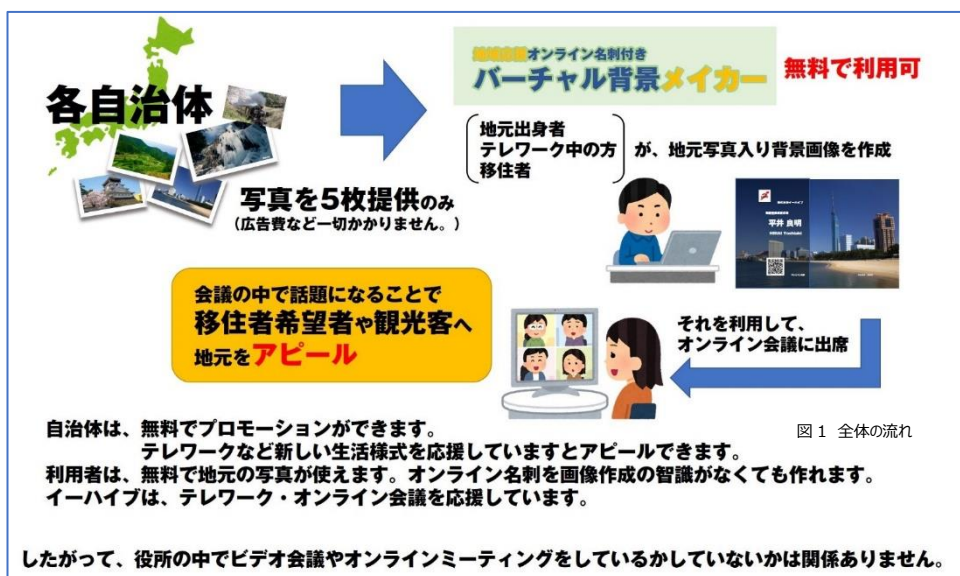 地域応援オンライン名刺付き
バーチャル背景メイカー
無料で利用可
各自治体
写真を5枚提供のみ
(広告費など一切かかりません。)
地元出身者
テレワーク中の方
移住者
が、地元写真入り背景画像を作成
平井 良明
会議の中で話題になることで
移住者希望者や観光客へ
地元をアピール
それを利用して、
オンライン会議に出席
図1 全体の流れ
自治体は、無料でプロモーションができます。
テレワークなど新しい生活様式を応援していますとアピールできます。
利用者は、無料で地元の写真が使えます。オンライン名刺を画像作成の智識がなくても作れます。
イーハイブは、テレワーク・オンライン会議を応援しています。
したがって、役所の中でビデオ会議やオンラインミーティングをしているかしていないかは関係ありません。